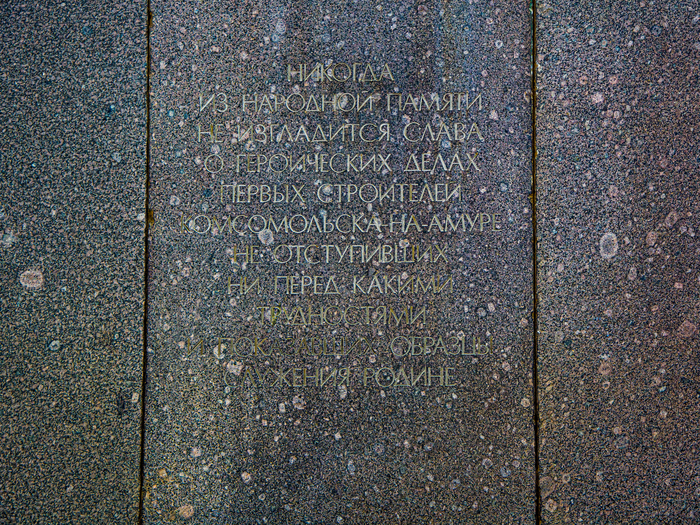 НИКОГДА
ИЗ НАРОДНОЙ ПАМЯТИ
НЕ ИЗГЛАДИТСЯ СЛАВА
О ГЕРОИЧЕСКИХ ДЕЛАХ
ПЕРВЫХ СТРОИТЕЛЕЙ
КОМСОМОЛЬСКА-НА-АМУРЕ
НЕ ОТСТУПИВШИХ
НИ ПЕРЕД КАКИМИ
ТРУДНОСТЯМИ
И ОБРАЗЦЫ
СЛУЖЕНИЯ РОДИНЕ.